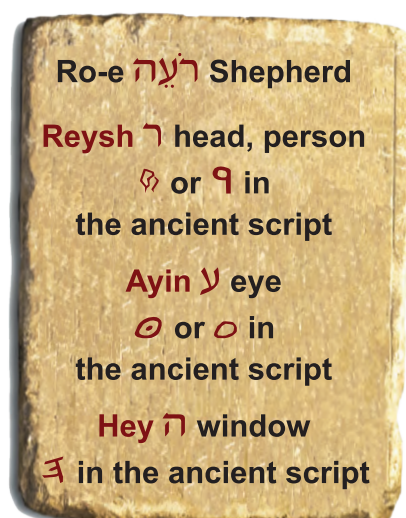 Ro-e רֹעֵה Shepherd
Reysh ר head, person
or 𐤓 in
the ancient script
Ayin ע eye
or 𐤏 in
the ancient script
Hey ה window
𐤄 in the ancient script